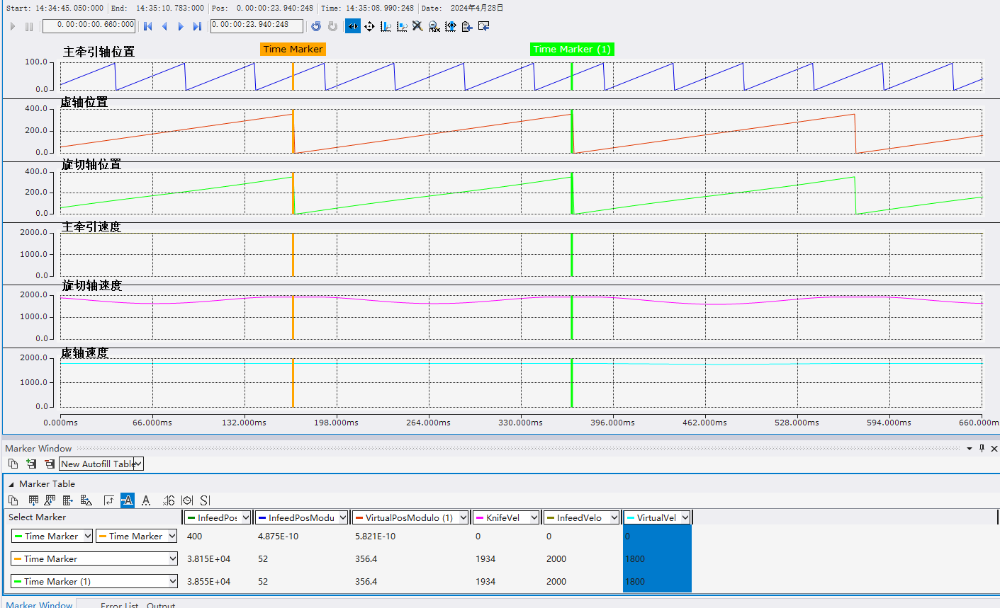 Start: 14:34:45.050:000 End: 14:35:10.783:000 Pos: 0.00:00:23.940:248 Time: 14:35:08.990:248 Date: 2024年4月28日
0.00:00:00.660:000 0.00:00:23.940:248
主牵引轴位置 Time Marker Time Marker (1)
100.0
0.0
虚轴位置
400.0
200.0
0.0
旋切轴位置
400.0
200.0
0.0
主牵引速度
2000.0
1000.0
0.0
旋切轴速度
2000.0
1000.0
0.0
虚轴速度
2000.0
1000.0
0.0
0.000ms 66.000ms 132.000ms 198.000ms 264.000ms 330.000ms 396.000ms 462.000ms 528.000ms 594.000ms 660.000m
Marker Window
New Autofill Table
Marker Table
Select Marker InfeedPos InfeedPosModu VirtualPosModulo (1) KnifeVel InfeedVelo VirtualVel
Time Marker Time Marker 400 4.875E-10 5.821E-10 0 0 0
Time Marker 3.815E+04 52 356.4 1934 2000 1800
Time Marker (1) 3.855E+04 52 356.4 1934 2000 1800
Marker Window Error List Output